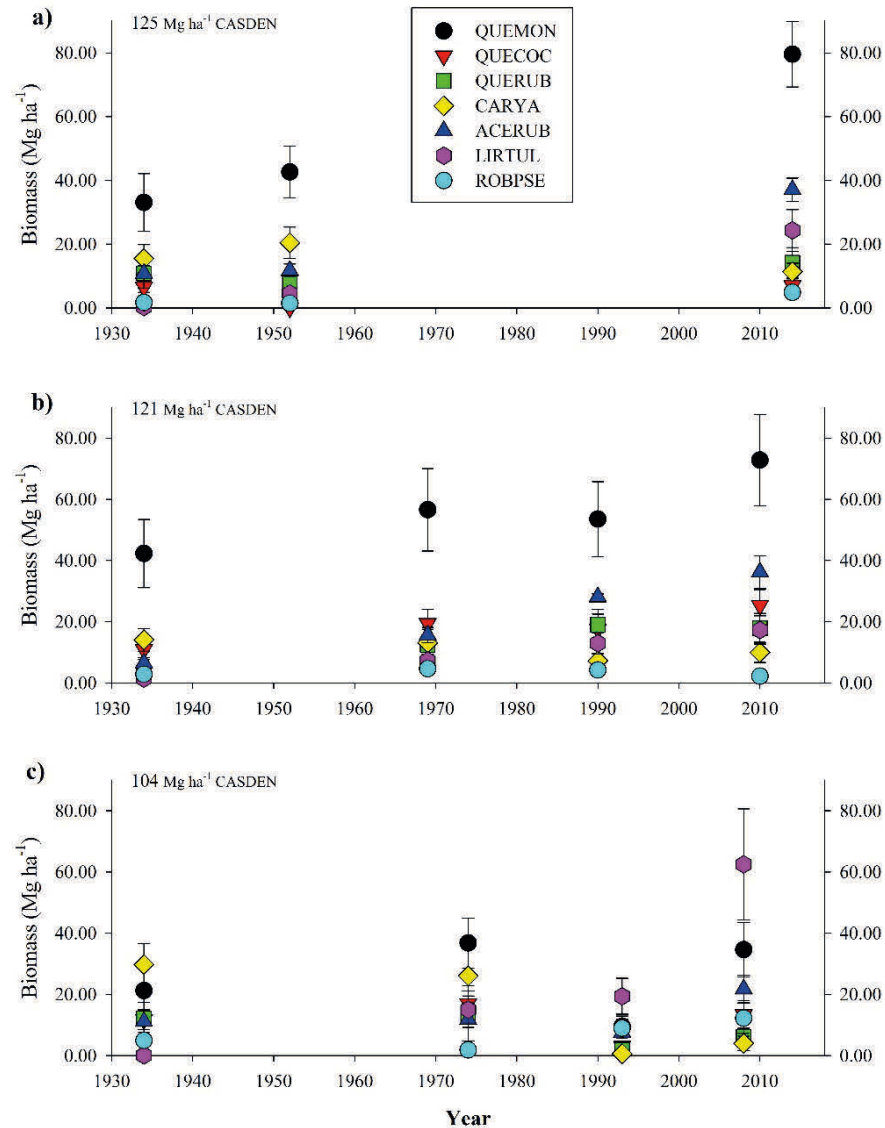 a)
125 Mg ha⁻¹ CASDEN
QUEMON
QUECOC
QUERUB
CARYA
ACERUB
LIRTUL
ROBPSE
Biomass (Mg ha⁻¹)
80.00 80.00
60.00 60.00
40.00 40.00
20.00 20.00
0.00 0.00
1930 1940 1950 1960 1970 1980 1990 2000 2010
b)
121 Mg ha⁻¹ CASDEN
Biomass (Mg ha⁻¹)
80.00 80.00
60.00 60.00
40.00 40.00
20.00 20.00
0.00 0.00
1930 1940 1950 1960 1970 1980 1990 2000 2010
c)
104 Mg ha⁻¹ CASDEN
Biomass (Mg ha⁻¹)
80.00 80.00
60.00 60.00
40.00 40.00
20.00 20.00
0.00 0.00
1930 1940 1950 1960 1970 1980 1990 2000 2010
Year